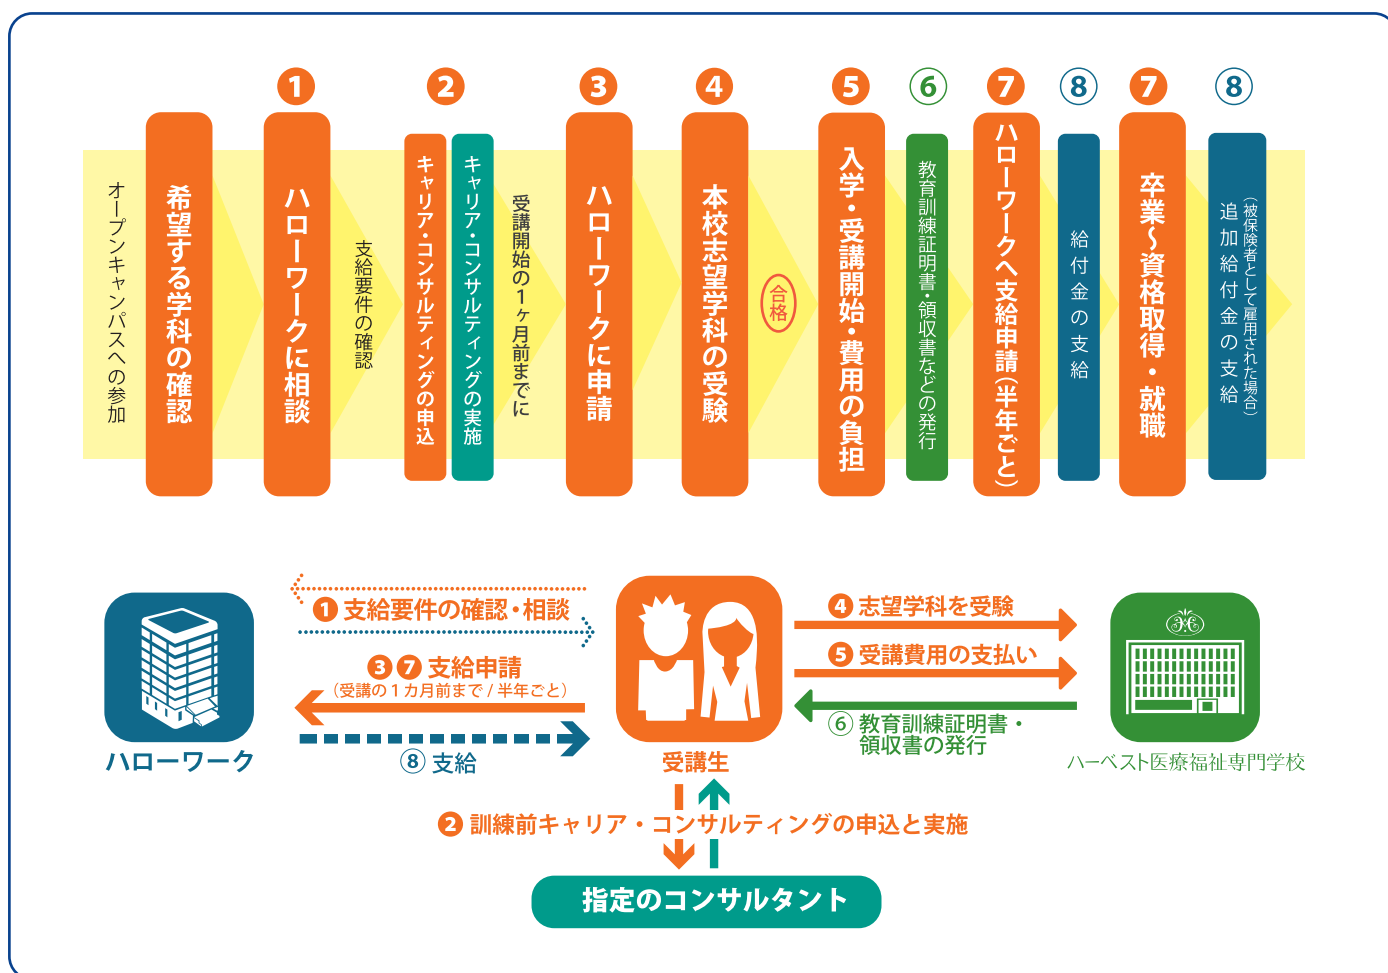 オープンキャンパスへの参加
希望する学科の確認
❶
ハローワークに相談
支給要件の確認
❷
キャリア・コンサルティングの申込
キャリア・コンサルティングの実施
受講開始の1ヶ月前までに
❸
ハローワークに申請
❹
本校志望学科の受験
合格
❺
入学・受講開始・費用の負担
⑥
教育訓練証明書・領収書などの発行
❼
ハローワークへ支給申請(半年ごと)
⑧
給付金の支給
❼
卒業〜資格取得・就職
⑧
(被保険者として雇用された場合)
追加給付金の支給
❶ 支給要件の確認・相談
❸❼ 支給申請
(受講の1カ月前まで / 半年ごと)
⑧ 支給
ハローワーク
受講生
❹ 志望学科を受験
❺ 受講費用の支払い
⑥ 教育訓練証明書・
領収書の発行
ハーベスト医療福祉専門学校
❷ 訓練前キャリア・コンサルティングの申込と実施
指定のコンサルタント